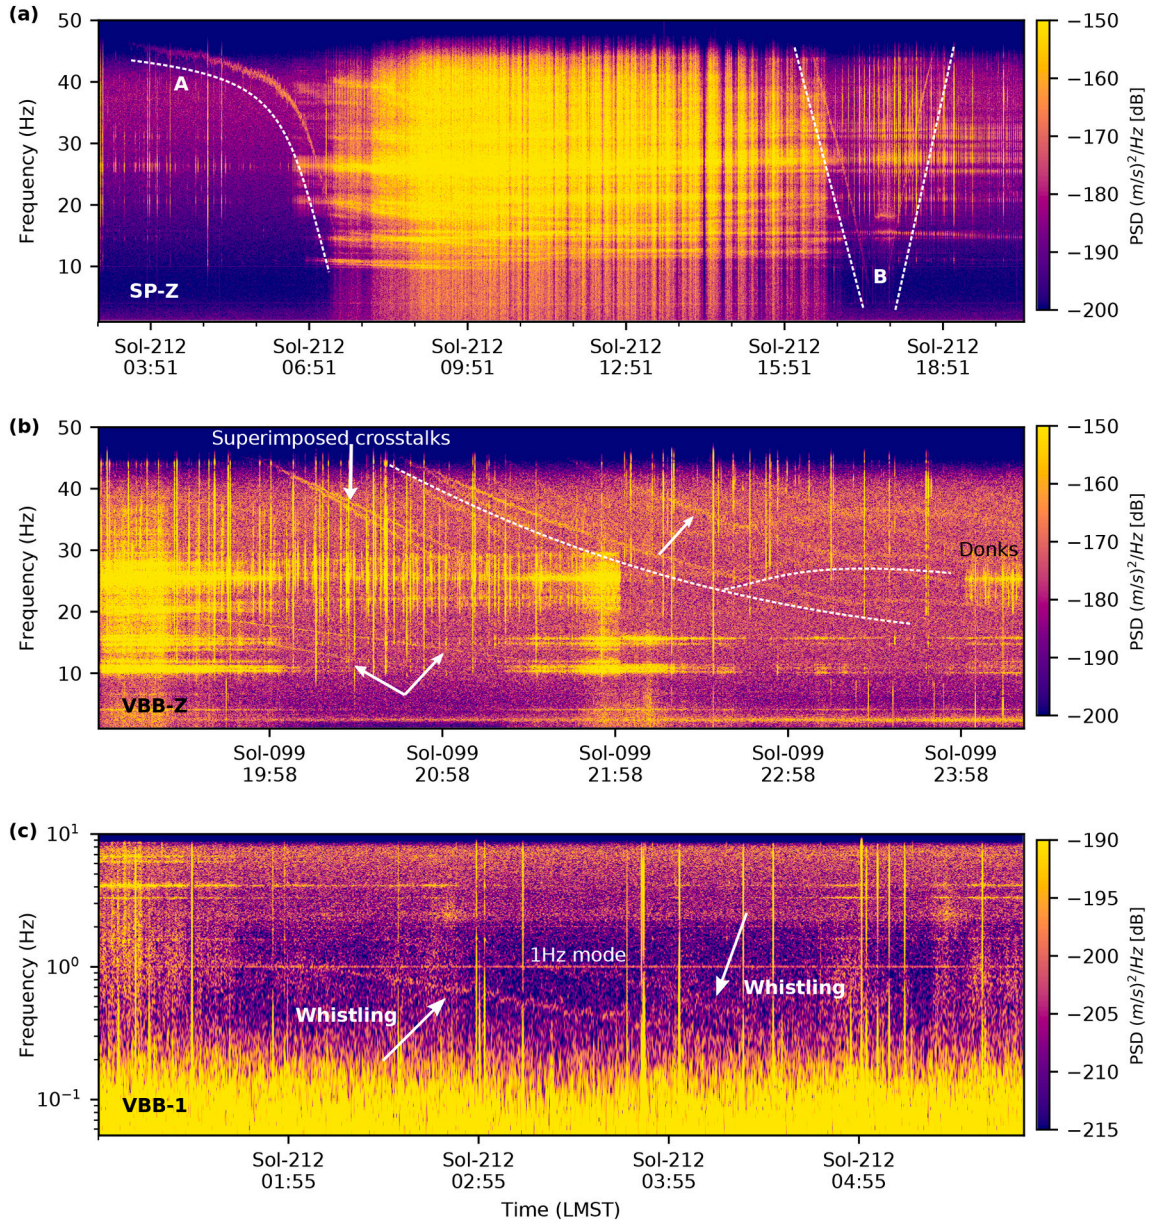 (a)
50
40
30
20
10
Frequency (Hz)
A
B
SP-Z
Sol-212
03:51
Sol-212
06:51
Sol-212
09:51
Sol-212
12:51
Sol-212
15:51
Sol-212
18:51
−150
−160
−170
−180
−190
−200
PSD (m/s)²/Hz [dB]
(b)
50
40
30
20
10
Frequency (Hz)
Superimposed crosstalks
Donks
VBB-Z
Sol-099
19:58
Sol-099
20:58
Sol-099
21:58
Sol-099
22:58
Sol-099
23:58
−150
−160
−170
−180
−190
−200
PSD (m/s)²/Hz [dB]
(c)
10¹
10⁰
10⁻¹
Frequency (Hz)
1Hz mode
Whistling
Whistling
VBB-1
Sol-212
01:55
Sol-212
02:55
Sol-212
03:55
Sol-212
04:55
Time (LMST)
−190
−195
−200
−205
−210
−215
PSD (m/s)²/Hz [dB]